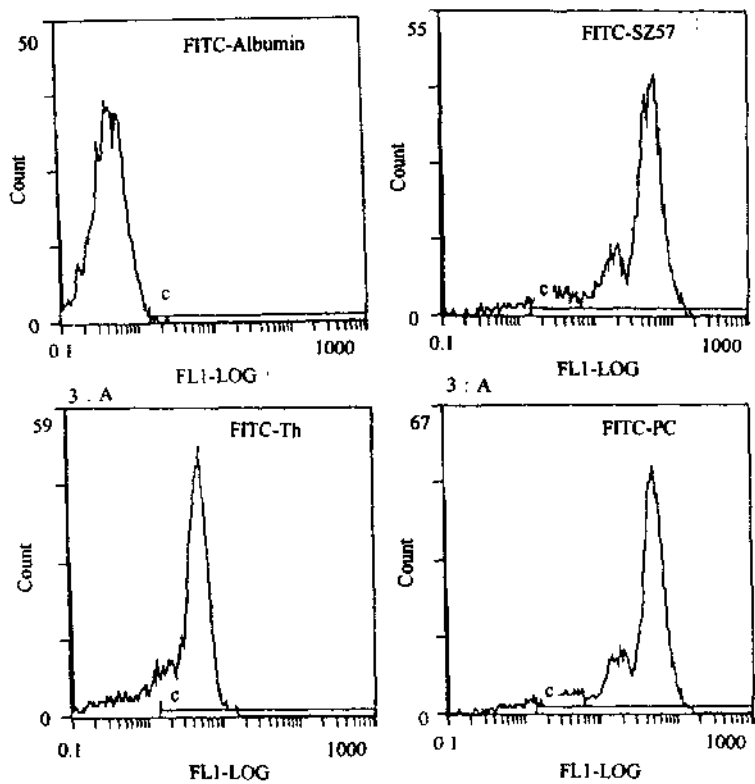 50
FITC-Albumin
Count
C
0
0 1
1000
FL1-LOG
55
FITC-SZ57
Count
C
0
0.1
1000
FL1-LOG
3 . A
59
FITC-Th
Count
C
0
0.1
1000
FL1-LOG
3 : A
67
FITC-PC
Count
C
0
0 1
1000
FL1-LOG